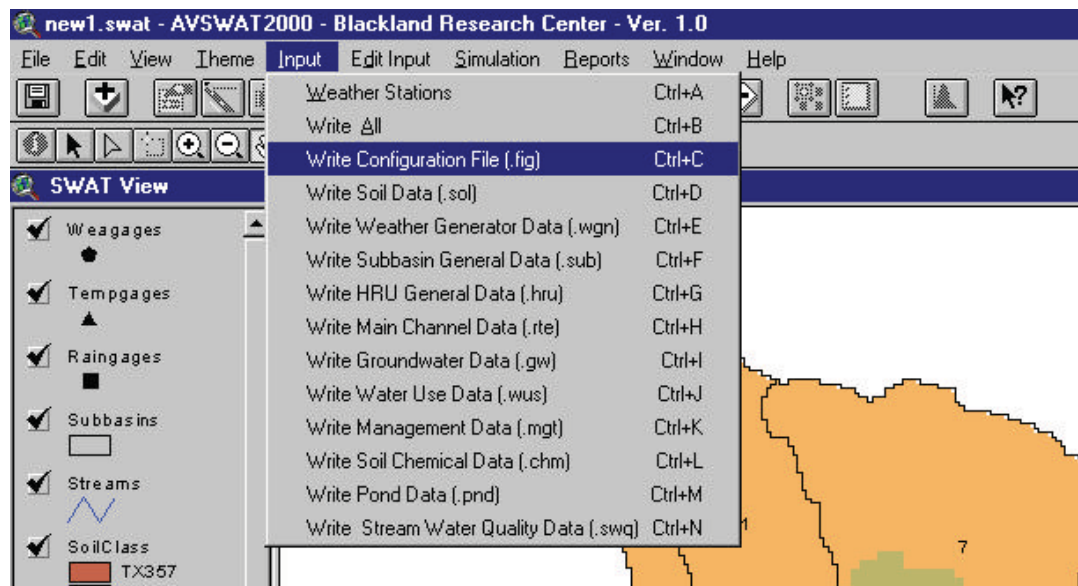 new1.swat - AVSWAT2000 - Blackland Research Center - Ver. 1.0
File Edit View Theme Input Edit Input Simulation Reports Window Help
Weather Stations Ctrl+A
Write All Ctrl+B
Write Configuration File (.fig) Ctrl+C
SWAT View
Write Soil Data (.sol) Ctrl+D
Weagages
Write Weather Generator Data (.wgn) Ctrl+E
Write Subbasin General Data (.sub) Ctrl+F
Tempgages
Write HRU General Data (.hru) Ctrl+G
Write Main Channel Data (.rte) Ctrl+H
Raingages
Write Groundwater Data (.gw) Ctrl+I
Write Water Use Data (.wus) Ctrl+J
Subbasins
Write Management Data (.mgt) Ctrl+K
Write Soil Chemical Data (.chm) Ctrl+L
Streams
Write Pond Data (.pnd) Ctrl+M
Write Stream Water Quality Data (.swq) Ctrl+N
SoilClass
7
TX357